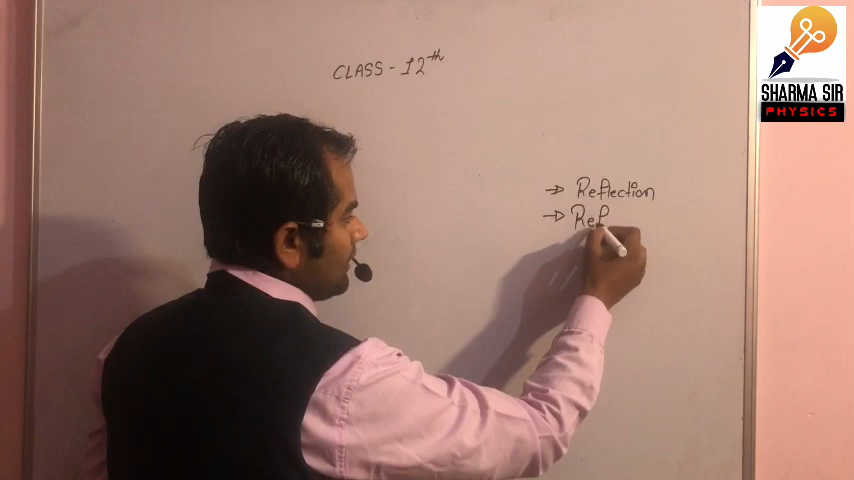 CLASS - 12th
→ Reflection
→ Ref
SHARMA SIR
PHYSICS